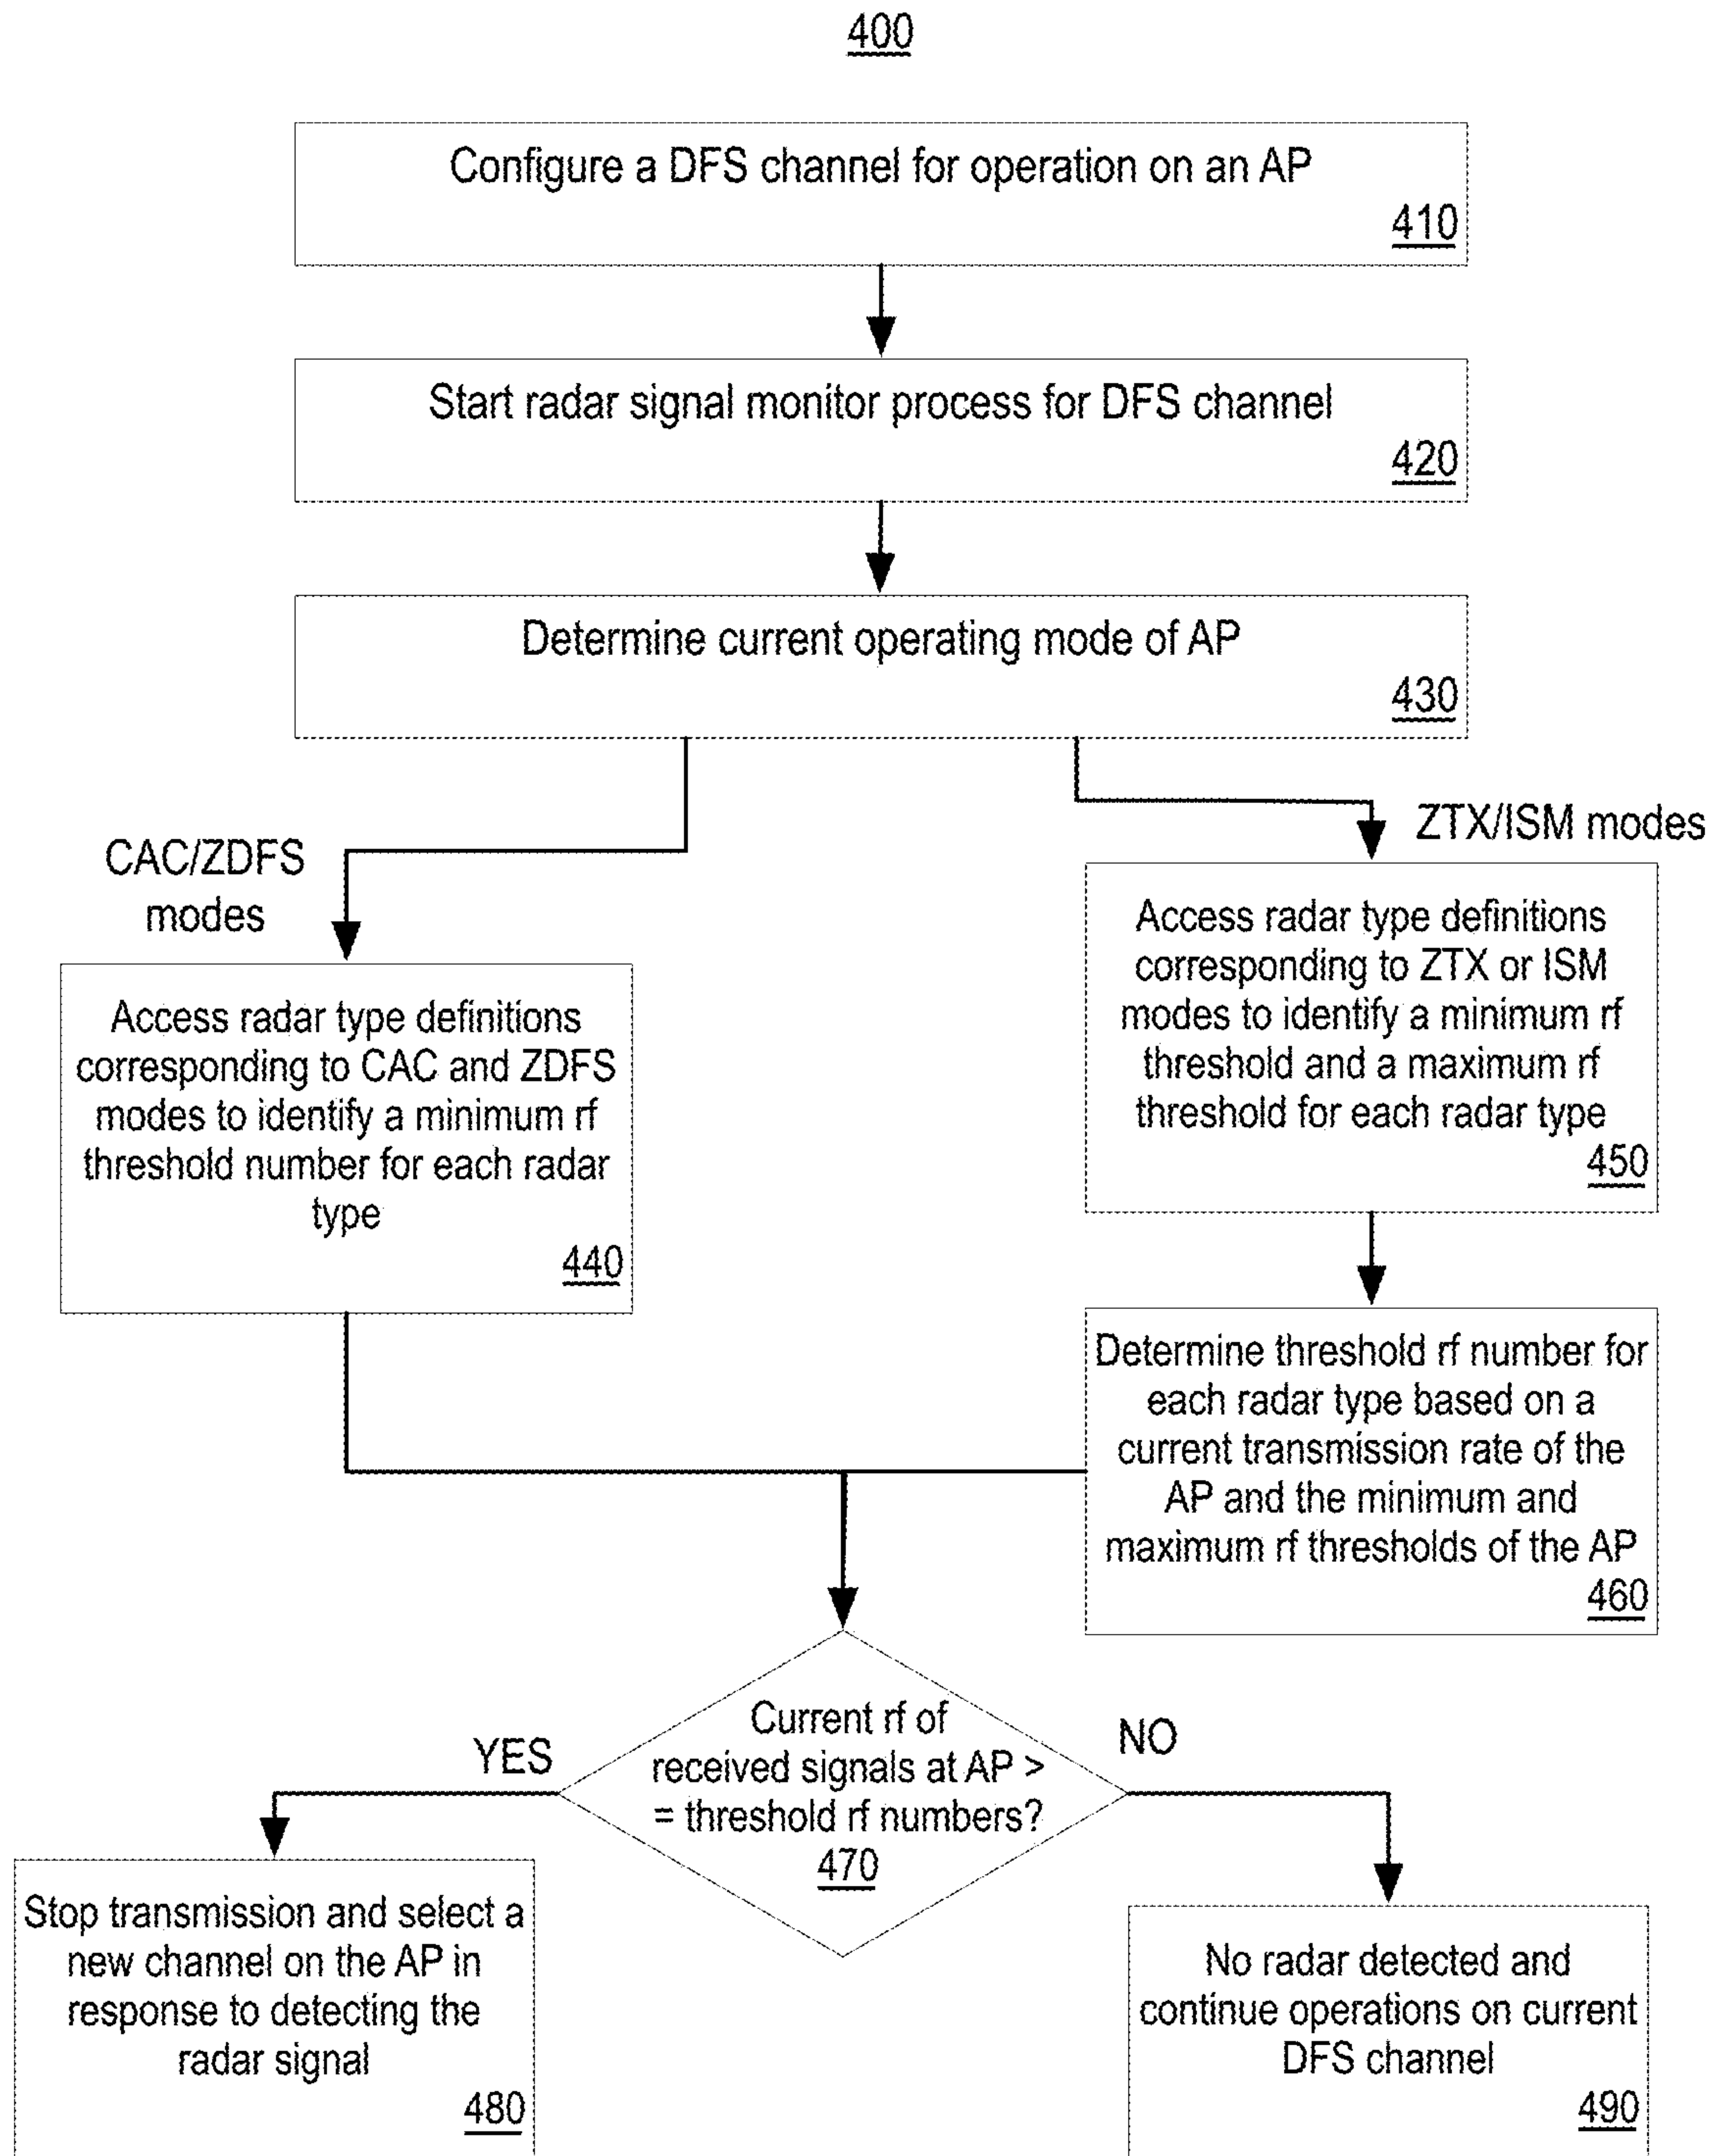 400
Configure a DFS channel for operation on an AP
410
Start radar signal monitor process for DFS channel
420
Determine current operating mode of AP
430
CAC/ZDFS
modes
ZTX/ISM modes
Access radar type definitions
corresponding to CAC and ZDFS
modes to identify a minimum rf
threshold number for each radar
type
440
Access radar type definitions
corresponding to ZTX or ISM
modes to identify a minimum rf
threshold and a maximum rf
threshold for each radar type
450
Determine threshold rf number for
each radar type based on a
current transmission rate of the
AP and the minimum and
maximum rf thresholds of the AP
460
Current rf of
received signals at AP >
= threshold rf numbers?
470
YES
NO
Stop transmission and select a
new channel on the AP in
response to detecting the
radar signal
480
No radar detected and
continue operations on current
DFS channel
490